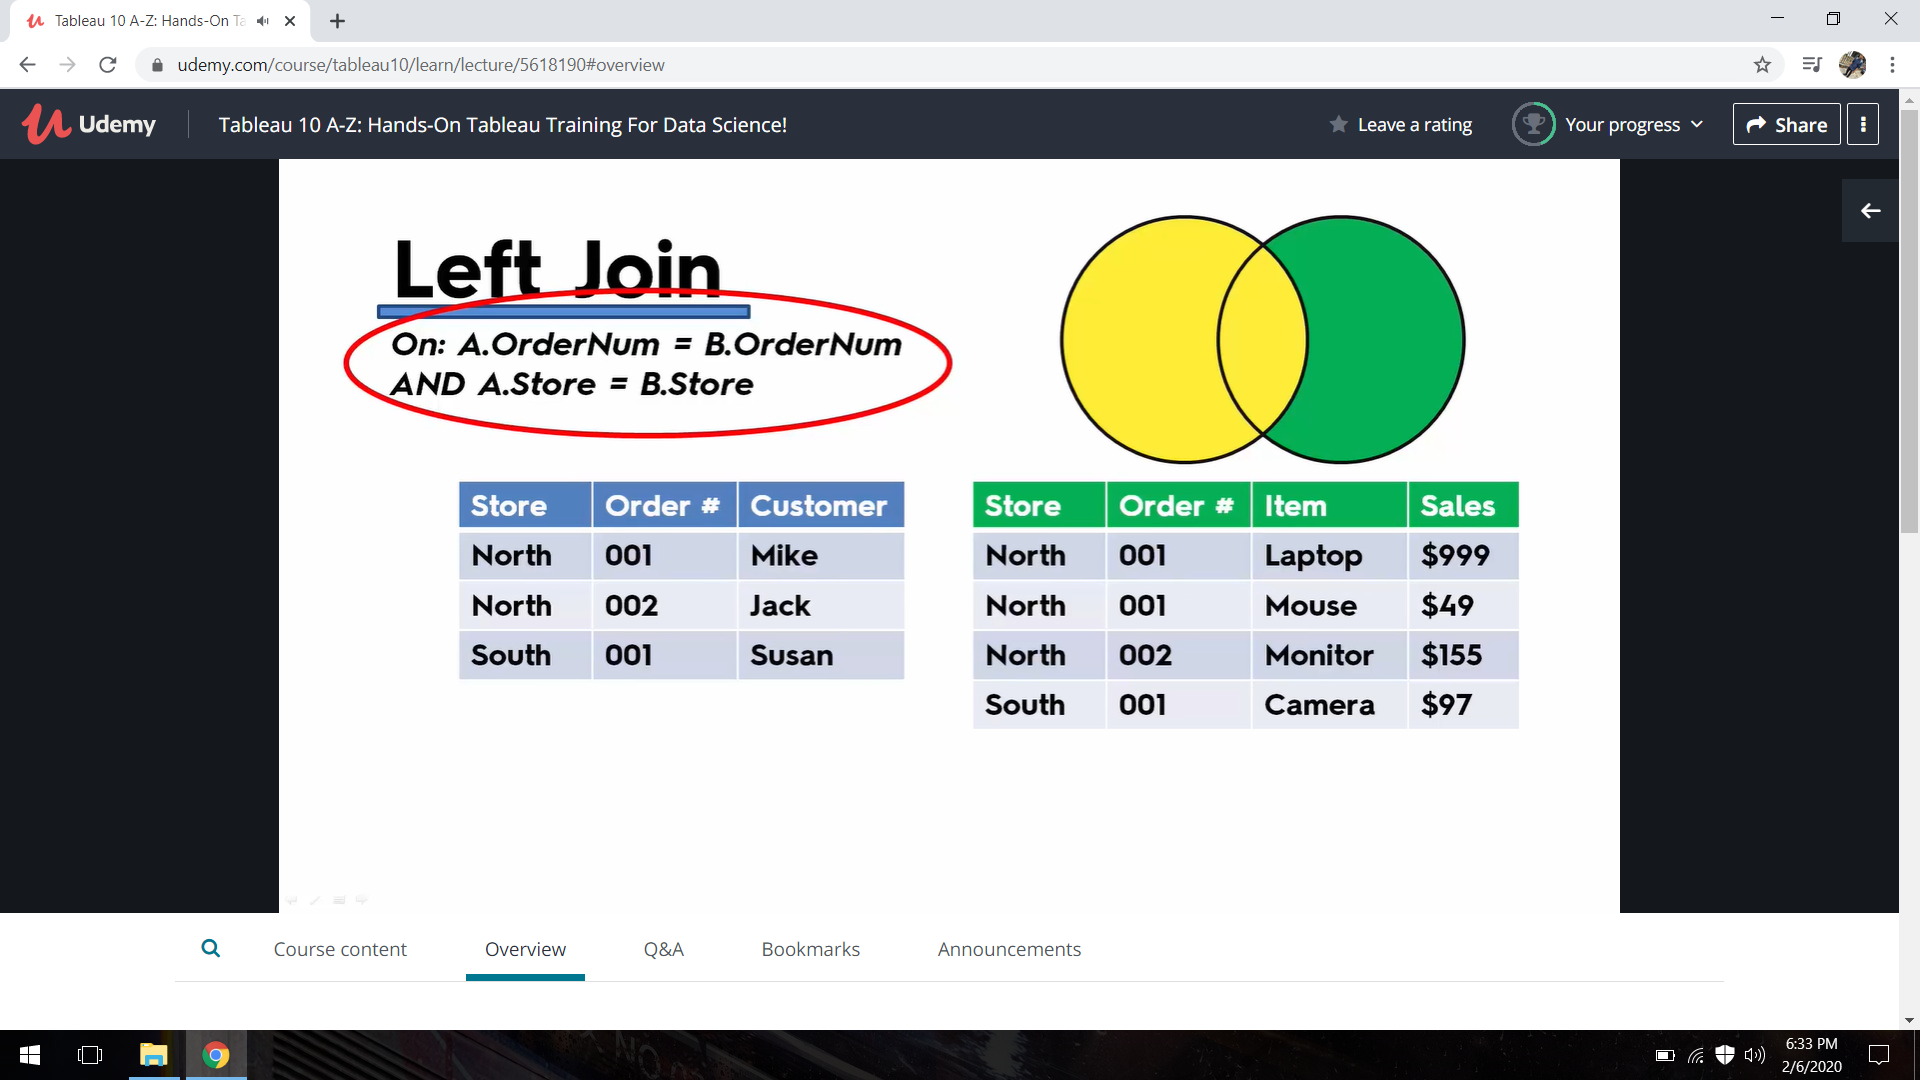 Tableau 10 A-Z: Hands-On Ta
udemy.com/course/tableau10/learn/lecture/5618190#overview
Udemy
Tableau 10 A-Z: Hands-On Tableau Training For Data Science!
Leave a rating
Your progress
Share
Left Join
On: A.OrderNum = B.OrderNum
AND A.Store = B.Store
Store Order # Customer
North 001 Mike
North 002 Jack
South 001 Susan
Store Order # Item Sales
North 001 Laptop $999
North 001 Mouse $49
North 002 Monitor $155
South 001 Camera $97
Course content Overview Q&A Bookmarks Announcements
6:33 PM
2/6/2020